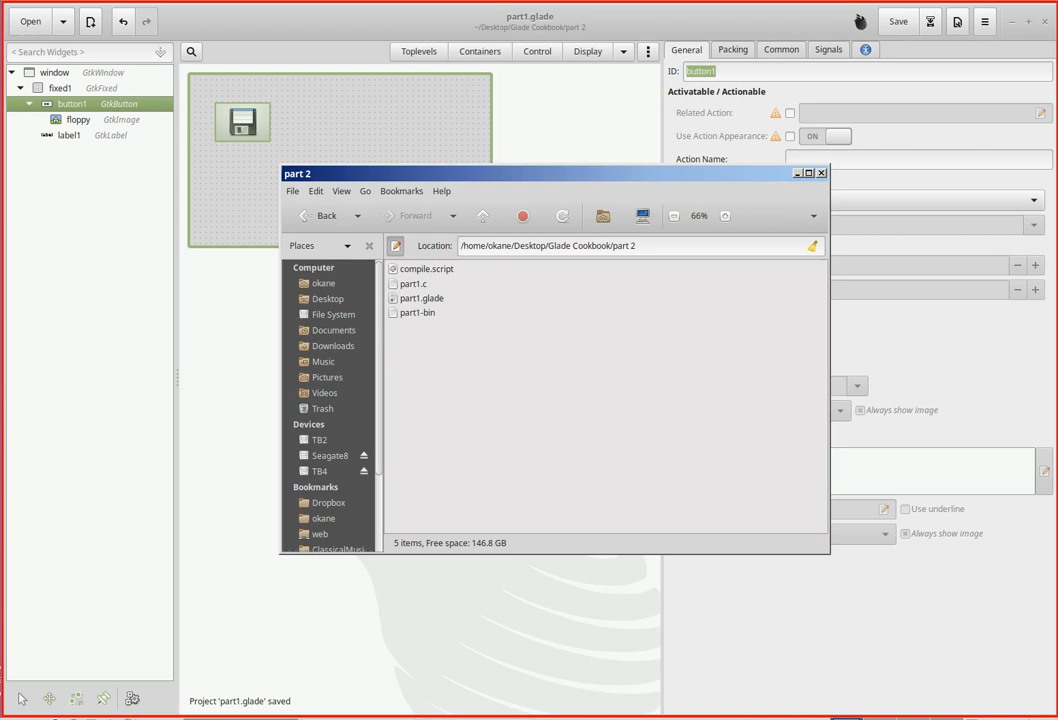 Open
part1.glade
~/Desktop/Glade Cookbook/part 2
Save
< Search Widgets >
Toplevels
Containers
Control
Display
General
Packing
Common
Signals
window GtkWindow
fixed1 GtkFixed
button1 GtkButton
floppy GtkImage
label1 GtkLabel
ID: button1
Activatable / Actionable
Related Action:
Use Action Appearance:
ON
Action Name:
part 2
File Edit View Go Bookmarks Help
Back
Forward
66%
Places
Location: /home/okane/Desktop/Glade Cookbook/part 2
Computer
okane
Desktop
File System
Documents
Downloads
Music
Pictures
Videos
Trash
Devices
TB2
Seagate8
TB4
Bookmarks
Dropbox
okane
web
ClassicalMusi
compile.script
part1.c
part1.glade
part1-bin
5 items, Free space: 146.8 GB
Always show image
Use underline
Always show image
Project 'part1.glade' saved